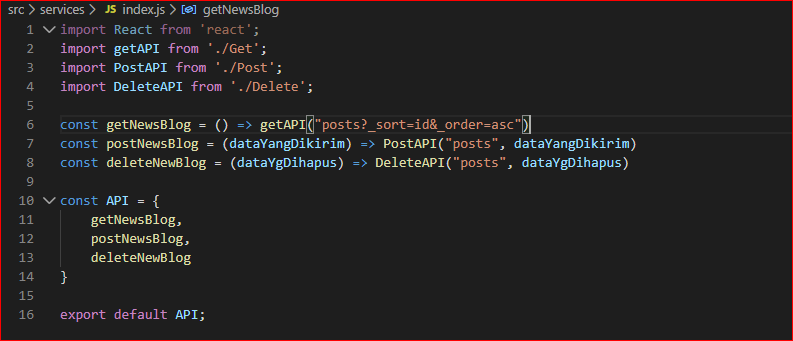 src > services > JS index.js > getNewsBlog
1 import React from 'react';
2 import getAPI from './Get';
3 import PostAPI from './Post';
4 import DeleteAPI from './Delete';
5
6 const getNewsBlog = () => getAPI("posts?_sort=id&_order=asc")
7 const postNewsBlog = (dataYangDikirim) => PostAPI("posts", dataYangDikirim)
8 const deleteNewBlog = (dataYgDihapus) => DeleteAPI("posts", dataYgDihapus)
9
10 const API = {
11 getNewsBlog,
12 postNewsBlog,
13 deleteNewBlog
14 }
15
16 export default API;